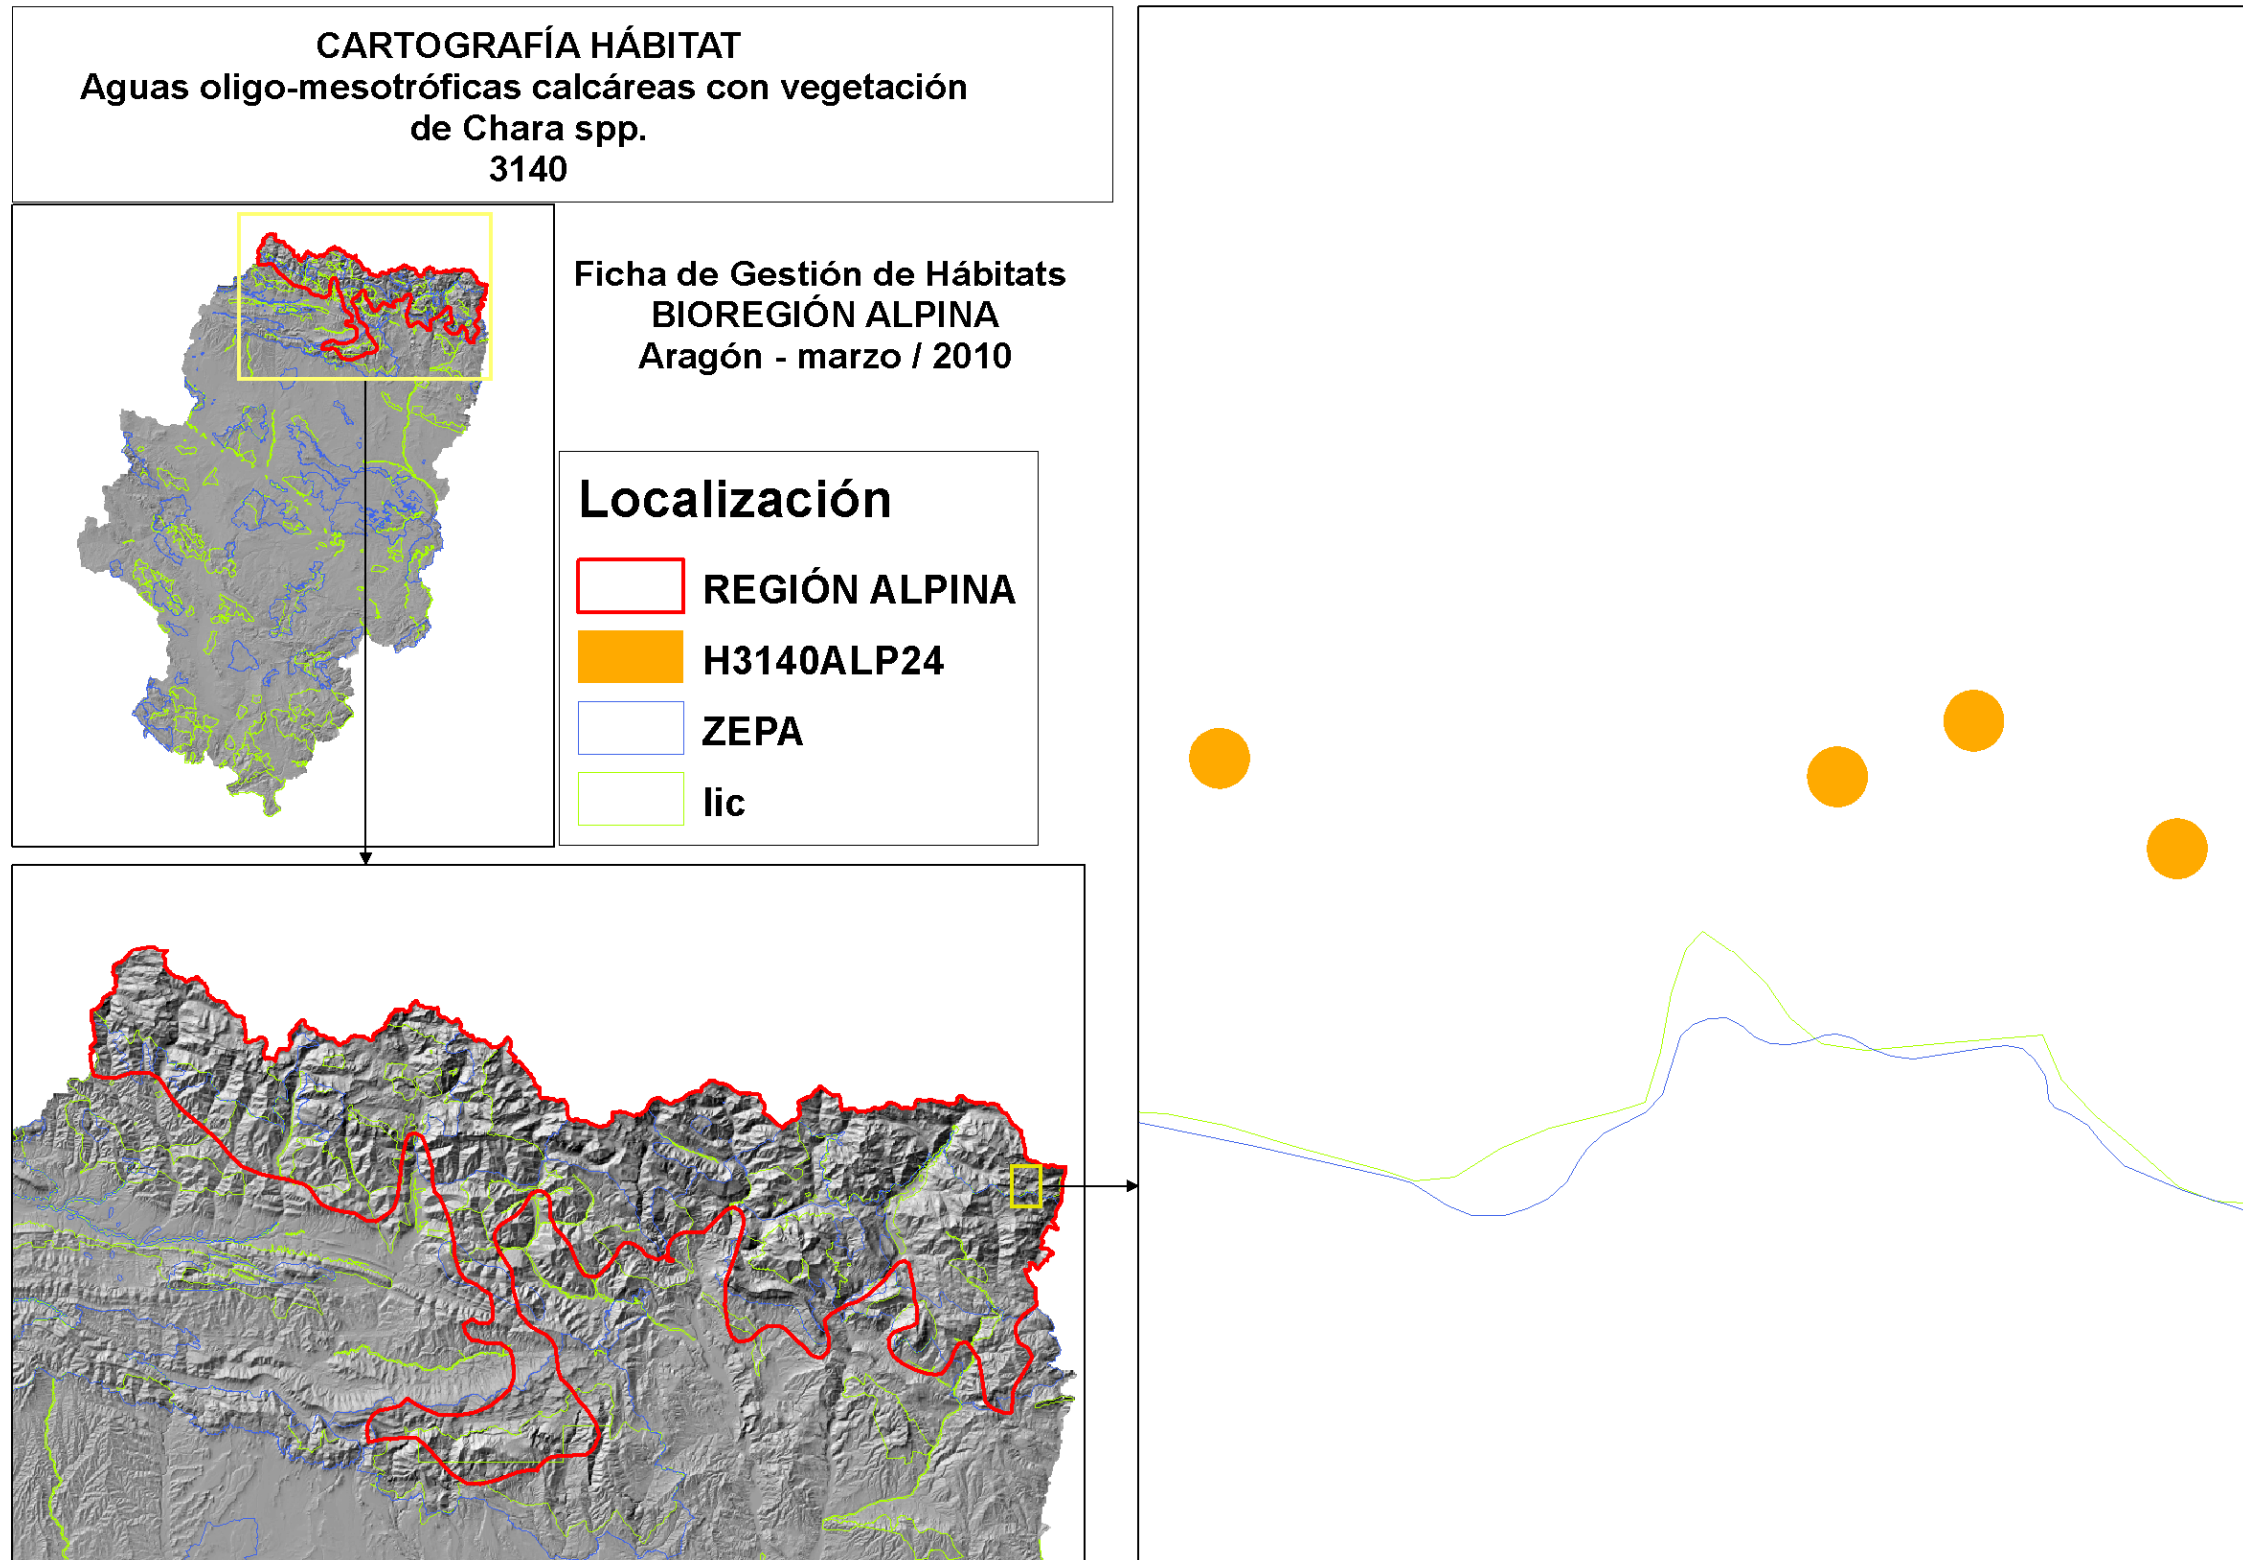 CARTOGRAFÍA HÁBITAT
Aguas oligo-mesotróficas calcáreas con vegetación
de Chara spp.
3140
Ficha de Gestión de Hábitats
BIOREGIÓN ALPINA
Aragón - marzo / 2010
Localización
REGIÓN ALPINA
H3140ALP24
ZEPA
lic